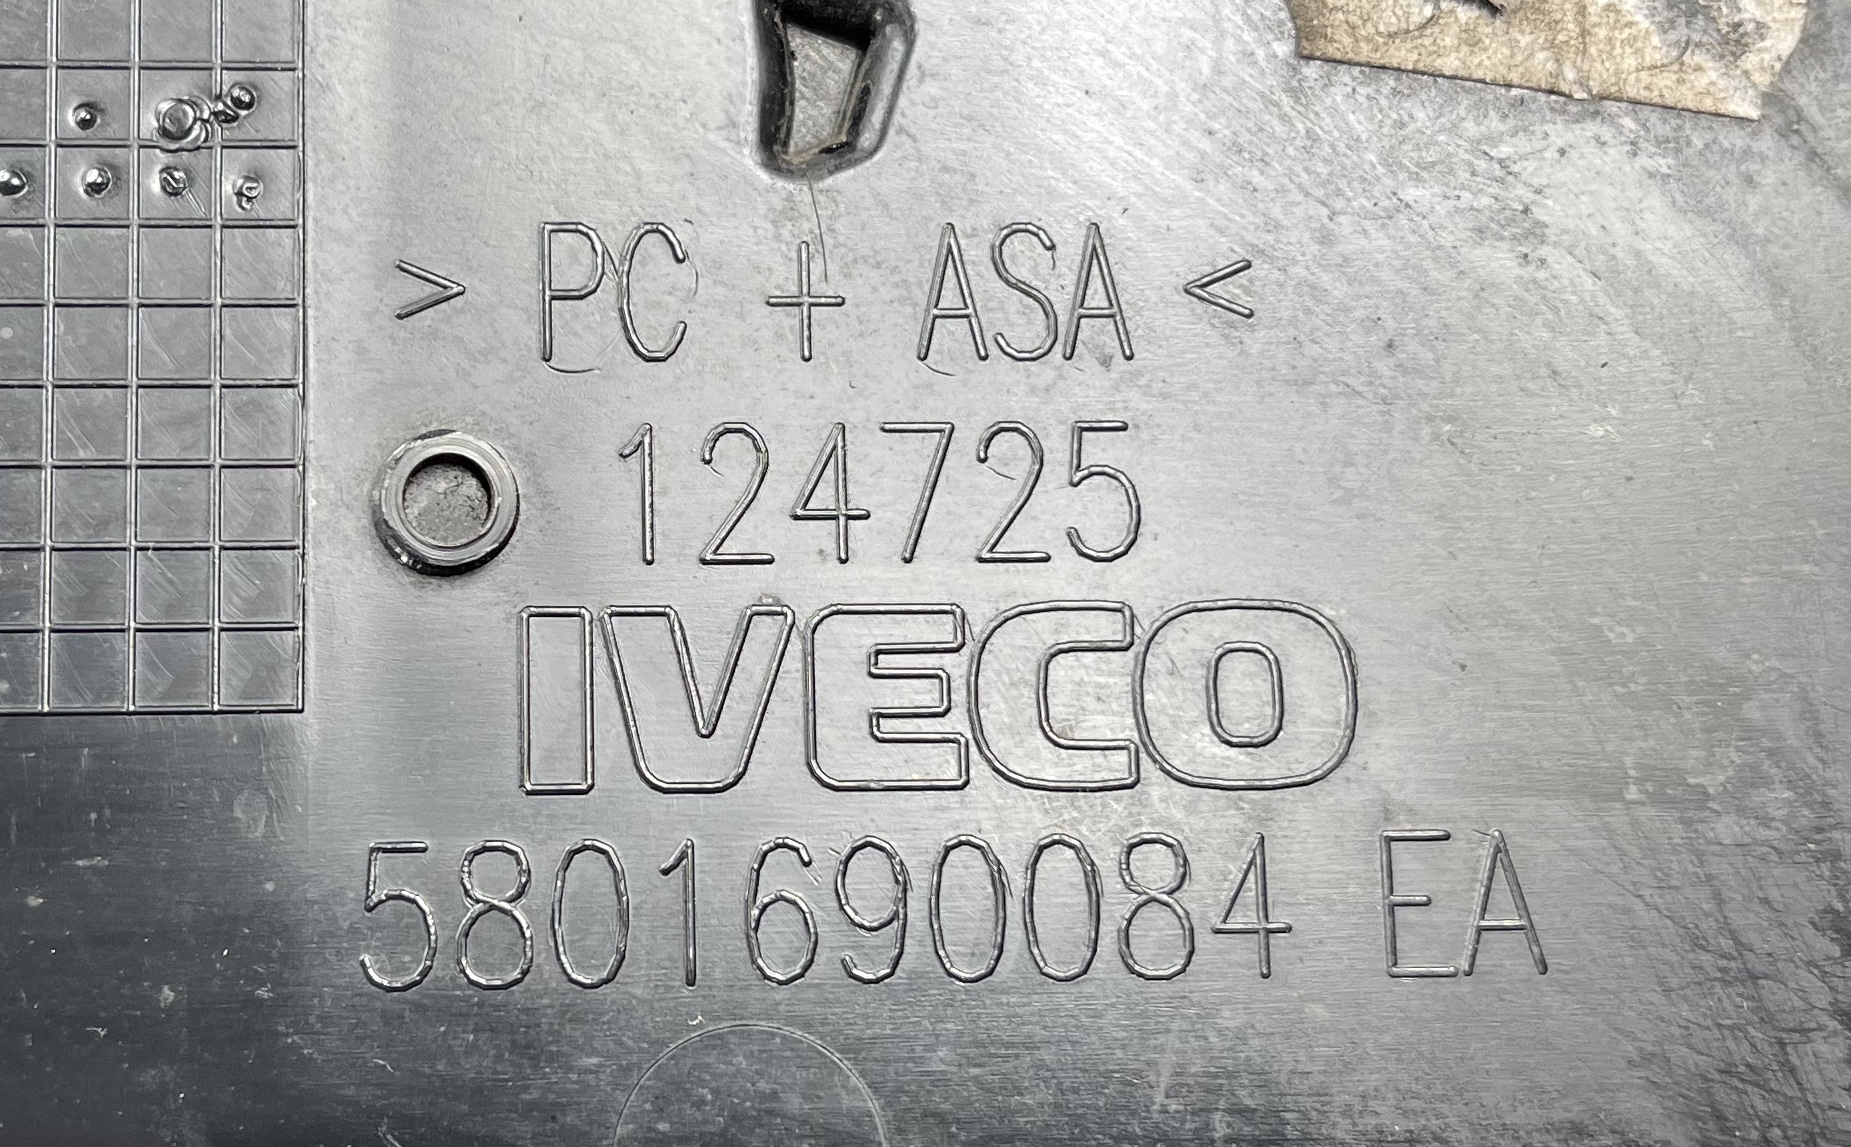 > PC + ASA <
124725
IVECO
5801690084 EA